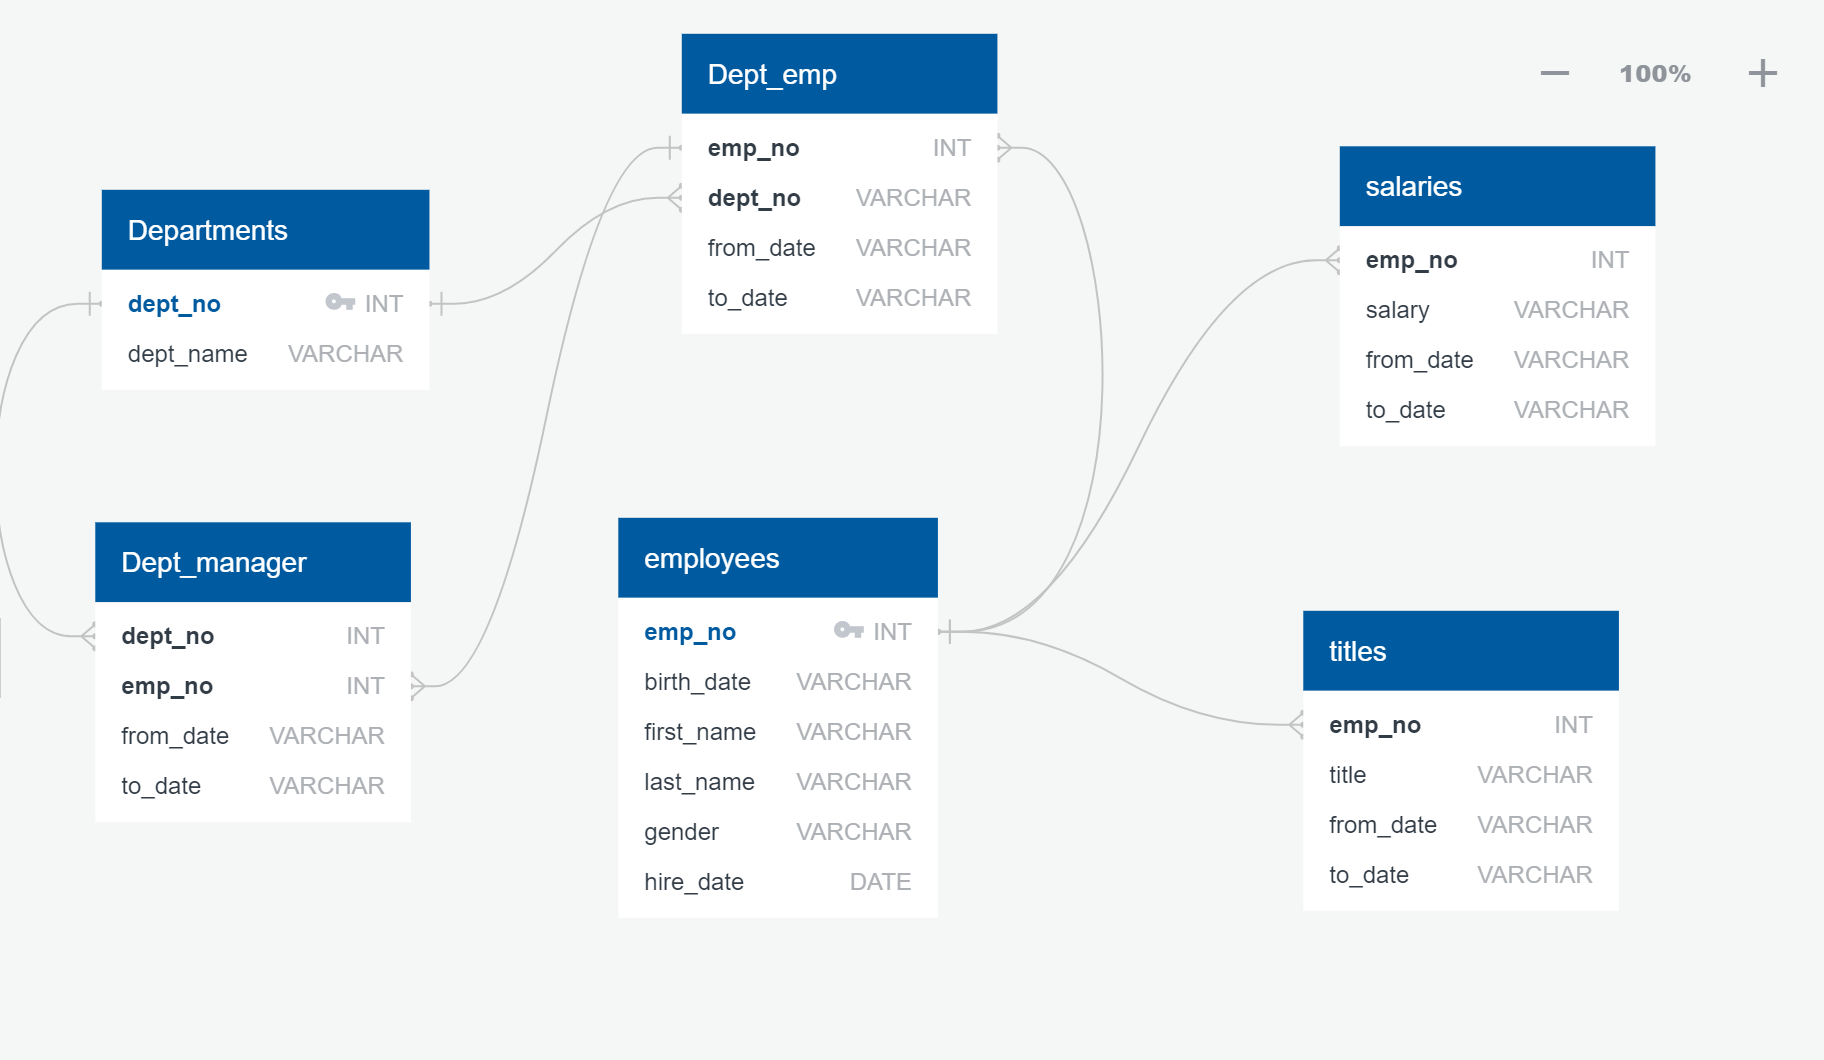 Dept_emp
emp_no INT
dept_no VARCHAR
from_date VARCHAR
to_date VARCHAR
100%
salaries
emp_no INT
salary VARCHAR
from_date VARCHAR
to_date VARCHAR
Departments
dept_no INT
dept_name VARCHAR
Dept_manager
dept_no INT
emp_no INT
from_date VARCHAR
to_date VARCHAR
employees
emp_no INT
birth_date VARCHAR
first_name VARCHAR
last_name VARCHAR
gender VARCHAR
hire_date DATE
titles
emp_no INT
title VARCHAR
from_date VARCHAR
to_date VARCHAR